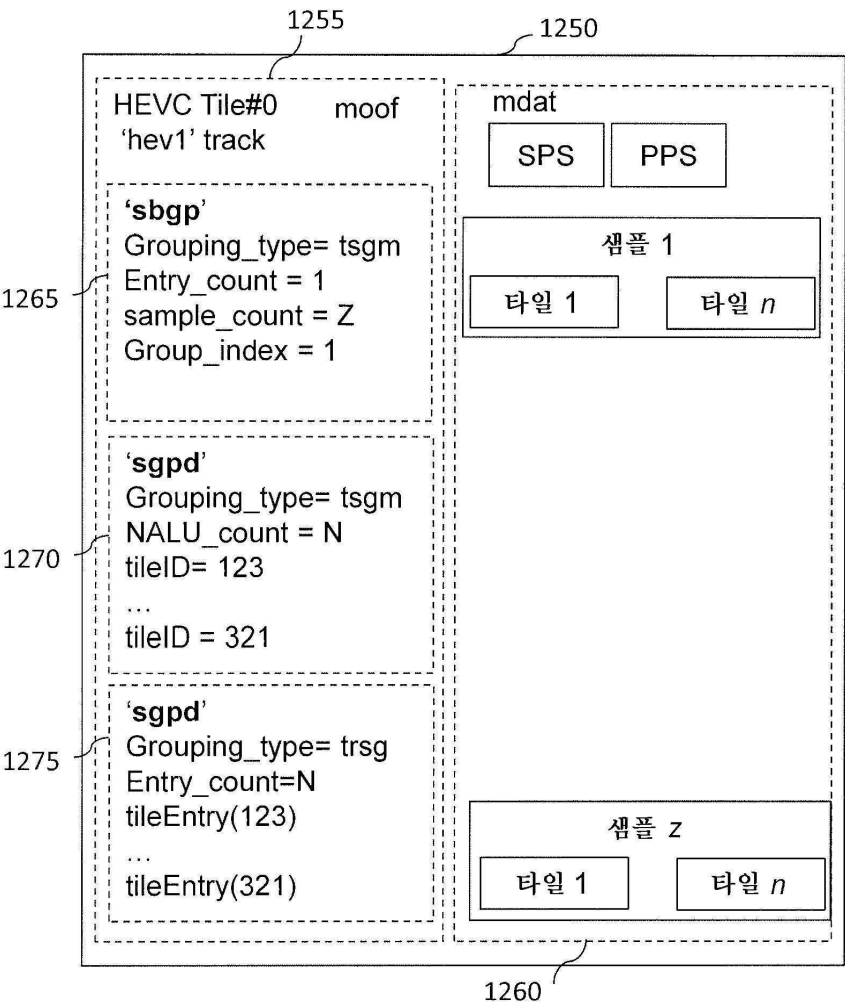 1255
1250
HEVC Tile#0 moof
‘hev1’ track
‘sbgp’
Grouping_type= tsgm
Entry_count = 1
sample_count = Z
Group_index = 1
1265
‘sgpd’
Grouping_type= tsgm
NALU_count = N
tileID= 123
...
tileID = 321
1270
‘sgpd’
Grouping_type= trsg
Entry_count=N
tileEntry(123)
...
tileEntry(321)
1275
mdat
SPS PPS
샘플 1
타일 1 타일 n
샘플 z
타일 1 타일 n
1260